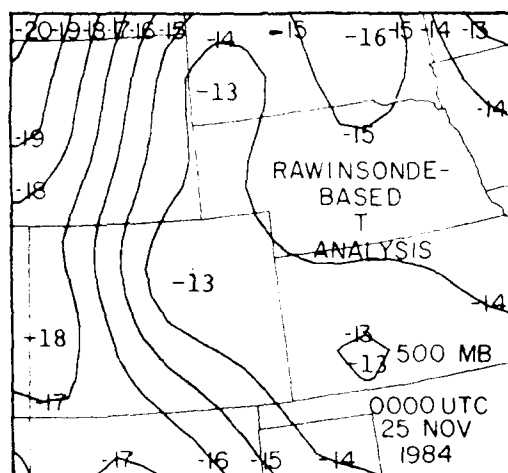 -20 -19 -18 -17 -16 -15 -15 -16 -15 -14 -13
-14
-13
-14
-15
-19
RAWINSONDE-
-18
BASED
T
ANALYSIS
-13
-14
-18
-13
-13
500 MB
-17
0000 UTC
25 NOV
1984
-17 -16 -15 -14